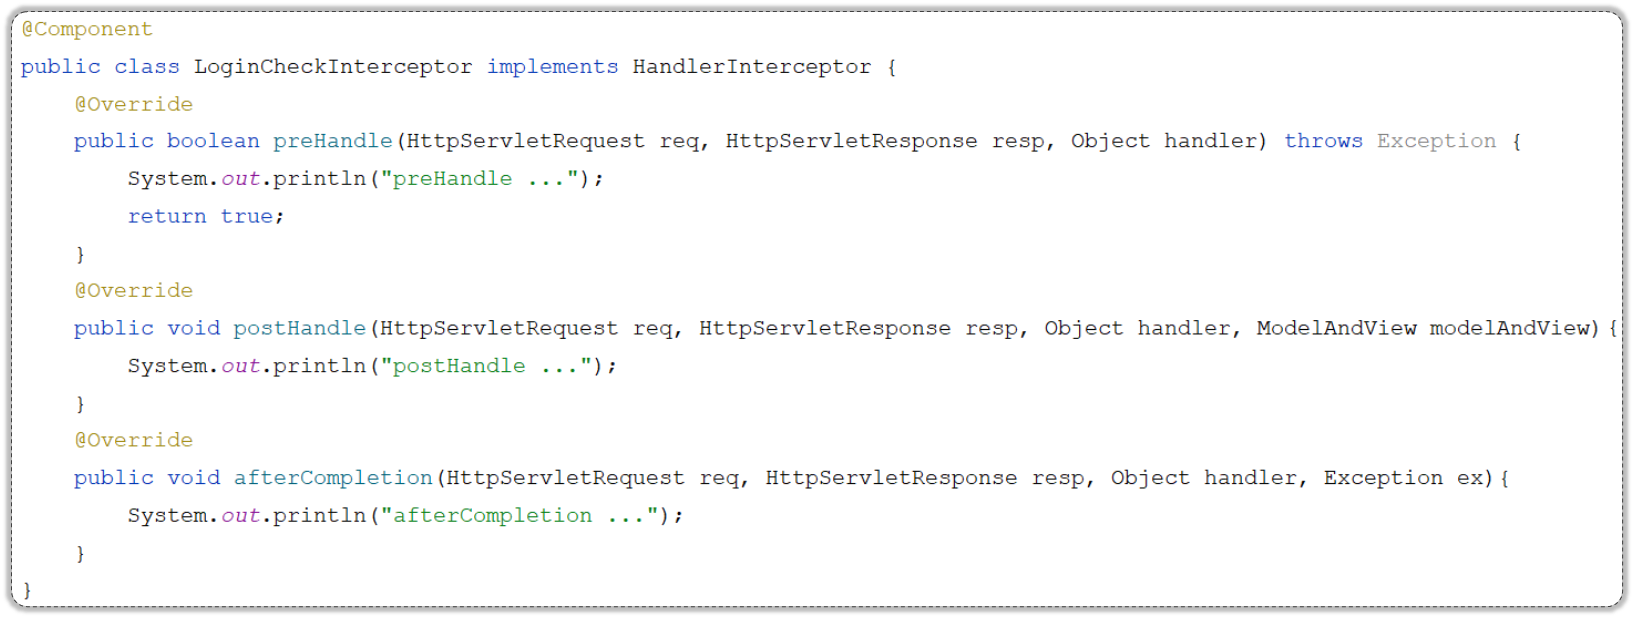 @Component
public class LoginCheckInterceptor implements HandlerInterceptor {
    @Override
    public boolean preHandle(HttpServletRequest req, HttpServletResponse resp, Object handler) throws Exception {
        System.out.println("preHandle ...");
        return true;
    }
    @Override
    public void postHandle(HttpServletRequest req, HttpServletResponse resp, Object handler, ModelAndView modelAndView){
        System.out.println("postHandle ...");
    }
    @Override
    public void afterCompletion(HttpServletRequest req, HttpServletResponse resp, Object handler, Exception ex){
        System.out.println("afterCompletion ...");
    }
}